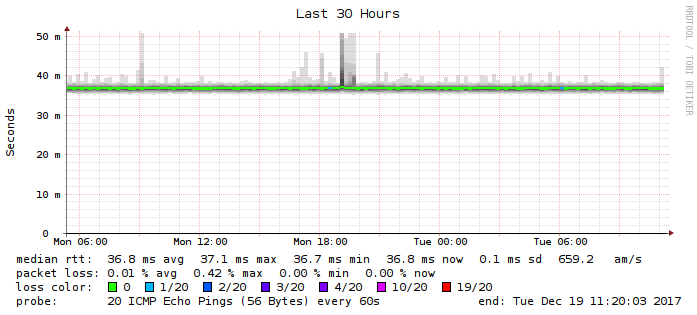 Last 30 Hours
RRDTOOL / TOBI OETIKER
Seconds
50 m
40 m
30 m
20 m
10 m
0
Mon 06:00 Mon 12:00 Mon 18:00 Tue 00:00 Tue 06:00
median rtt: 36.8 ms avg 37.1 ms max 36.7 ms min 36.8 ms now 0.1 ms sd 659.2 am/s
packet loss: 0.01 % avg 0.42 % max 0.00 % min 0.00 % now
loss color: 0 1/20 2/20 3/20 4/20 10/20 19/20
probe: 20 ICMP Echo Pings (56 Bytes) every 60s end: Tue Dec 19 11:20:03 2017